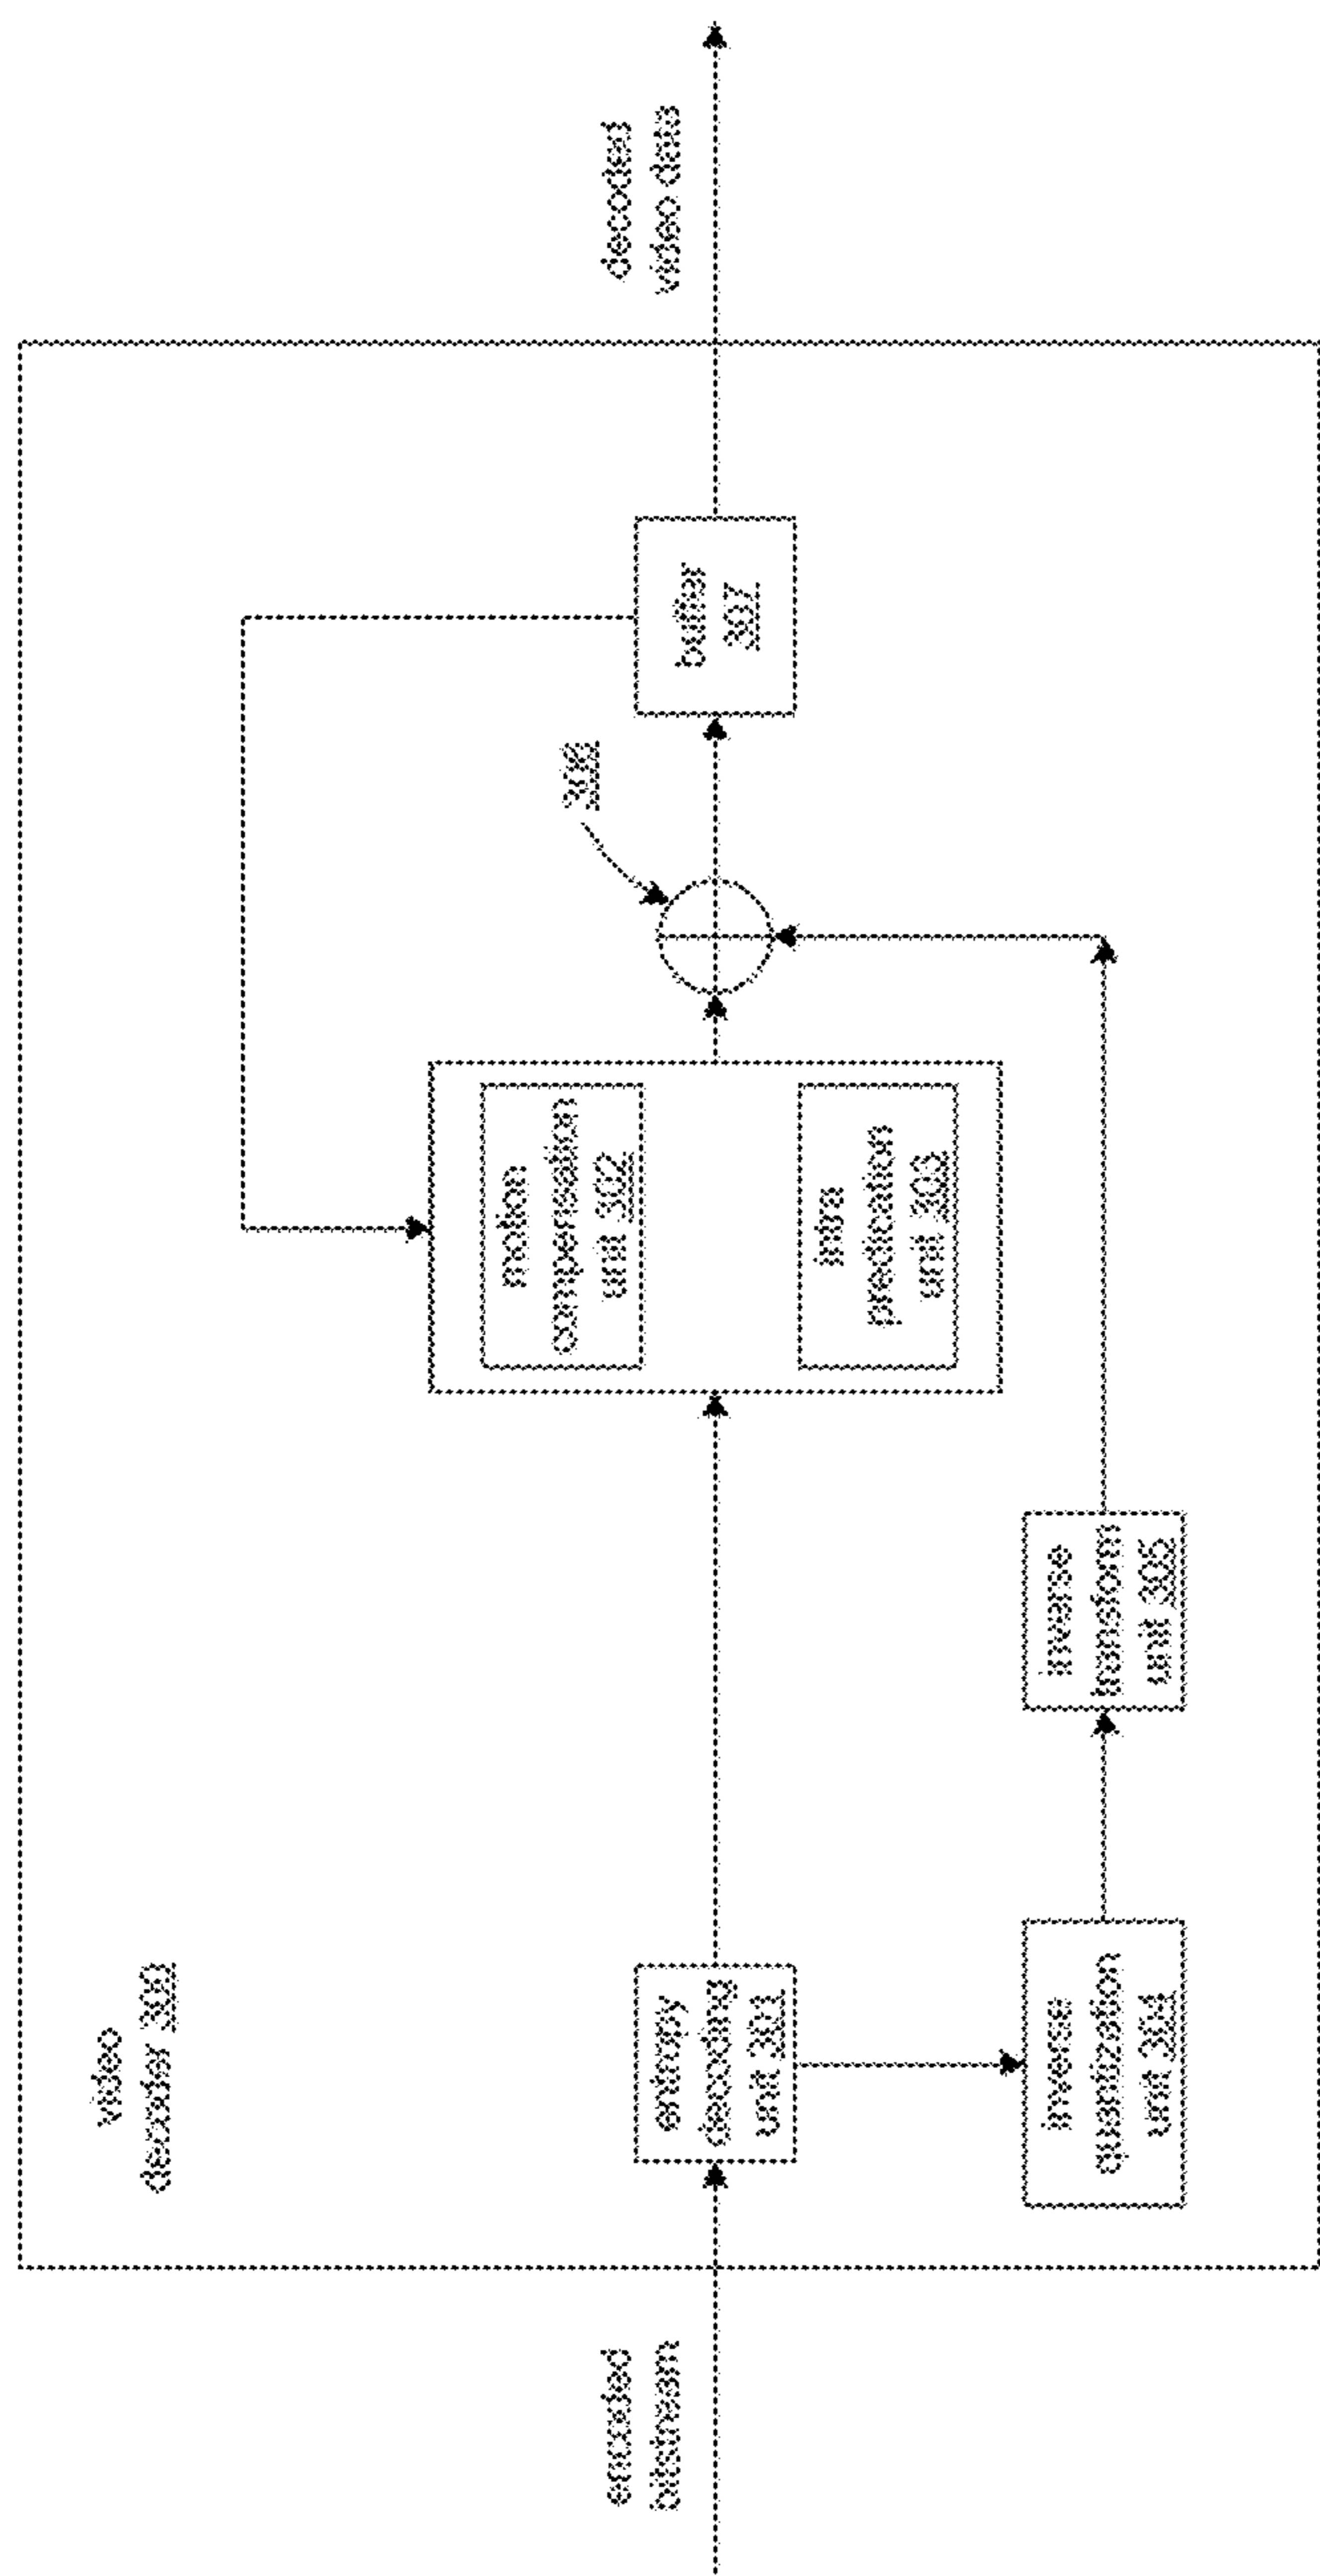 video
decoder 300
encoded
bitstream
entropy
decoding
unit 301
motion
compensation
unit 302
intra
predication
unit 303
306
buffer
307
decoded
video data
inverse
quantization
unit 304
inverse
transform
unit 305